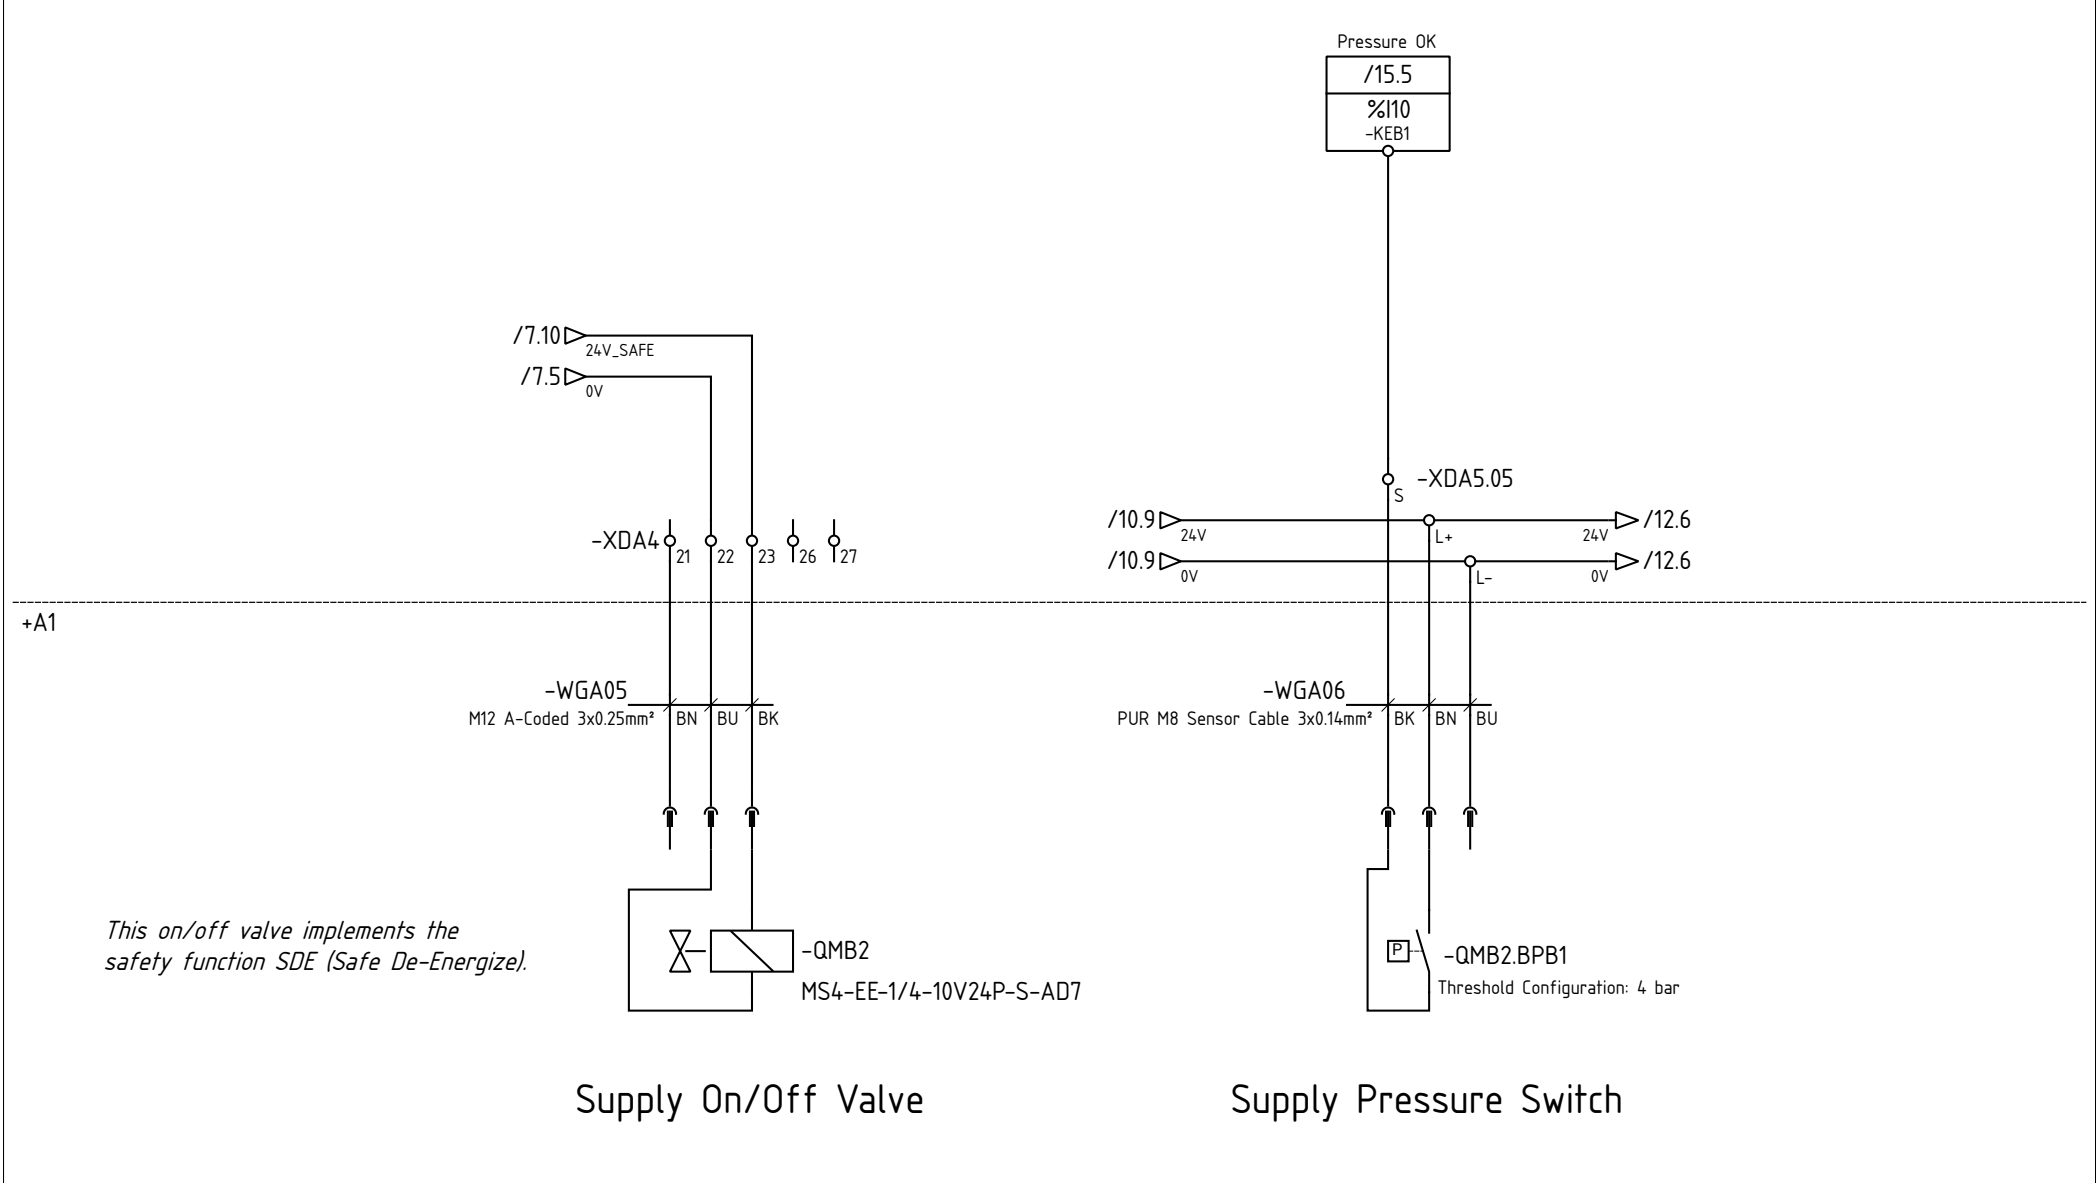 Pressure OK
/15.5
%I10
-KEB1
/7.10
24V_SAFE
/7.5
0V
-XDA4
21
22
23
26
27
-XDA5.05
S
/10.9
24V
L+
24V
/12.6
/10.9
0V
L-
0V
/12.6
+A1
-WGA05
M12 A-Coded 3x0.25mm²
BN
BU
BK
-WGA06
PUR M8 Sensor Cable 3x0.14mm²
BK
BN
BU
This on/off valve implements the
safety function SDE (Safe De-Energize).
-QMB2
MS4-EE-1/4-10V24P-S-AD7
P
-QMB2.BPB1
Threshold Configuration: 4 bar
Supply On/Off Valve
Supply Pressure Switch